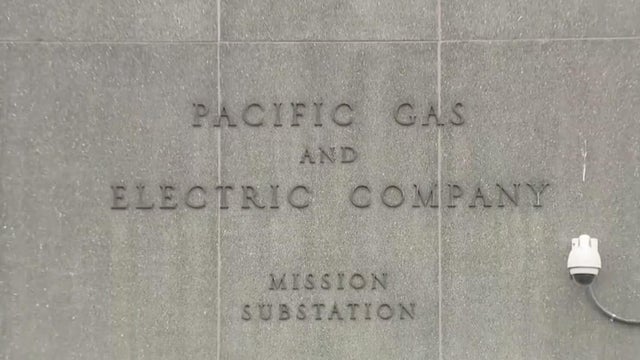 PACIFIC GAS
AND
ELECTRIC COMPANY
MISSION
SUBSTATION